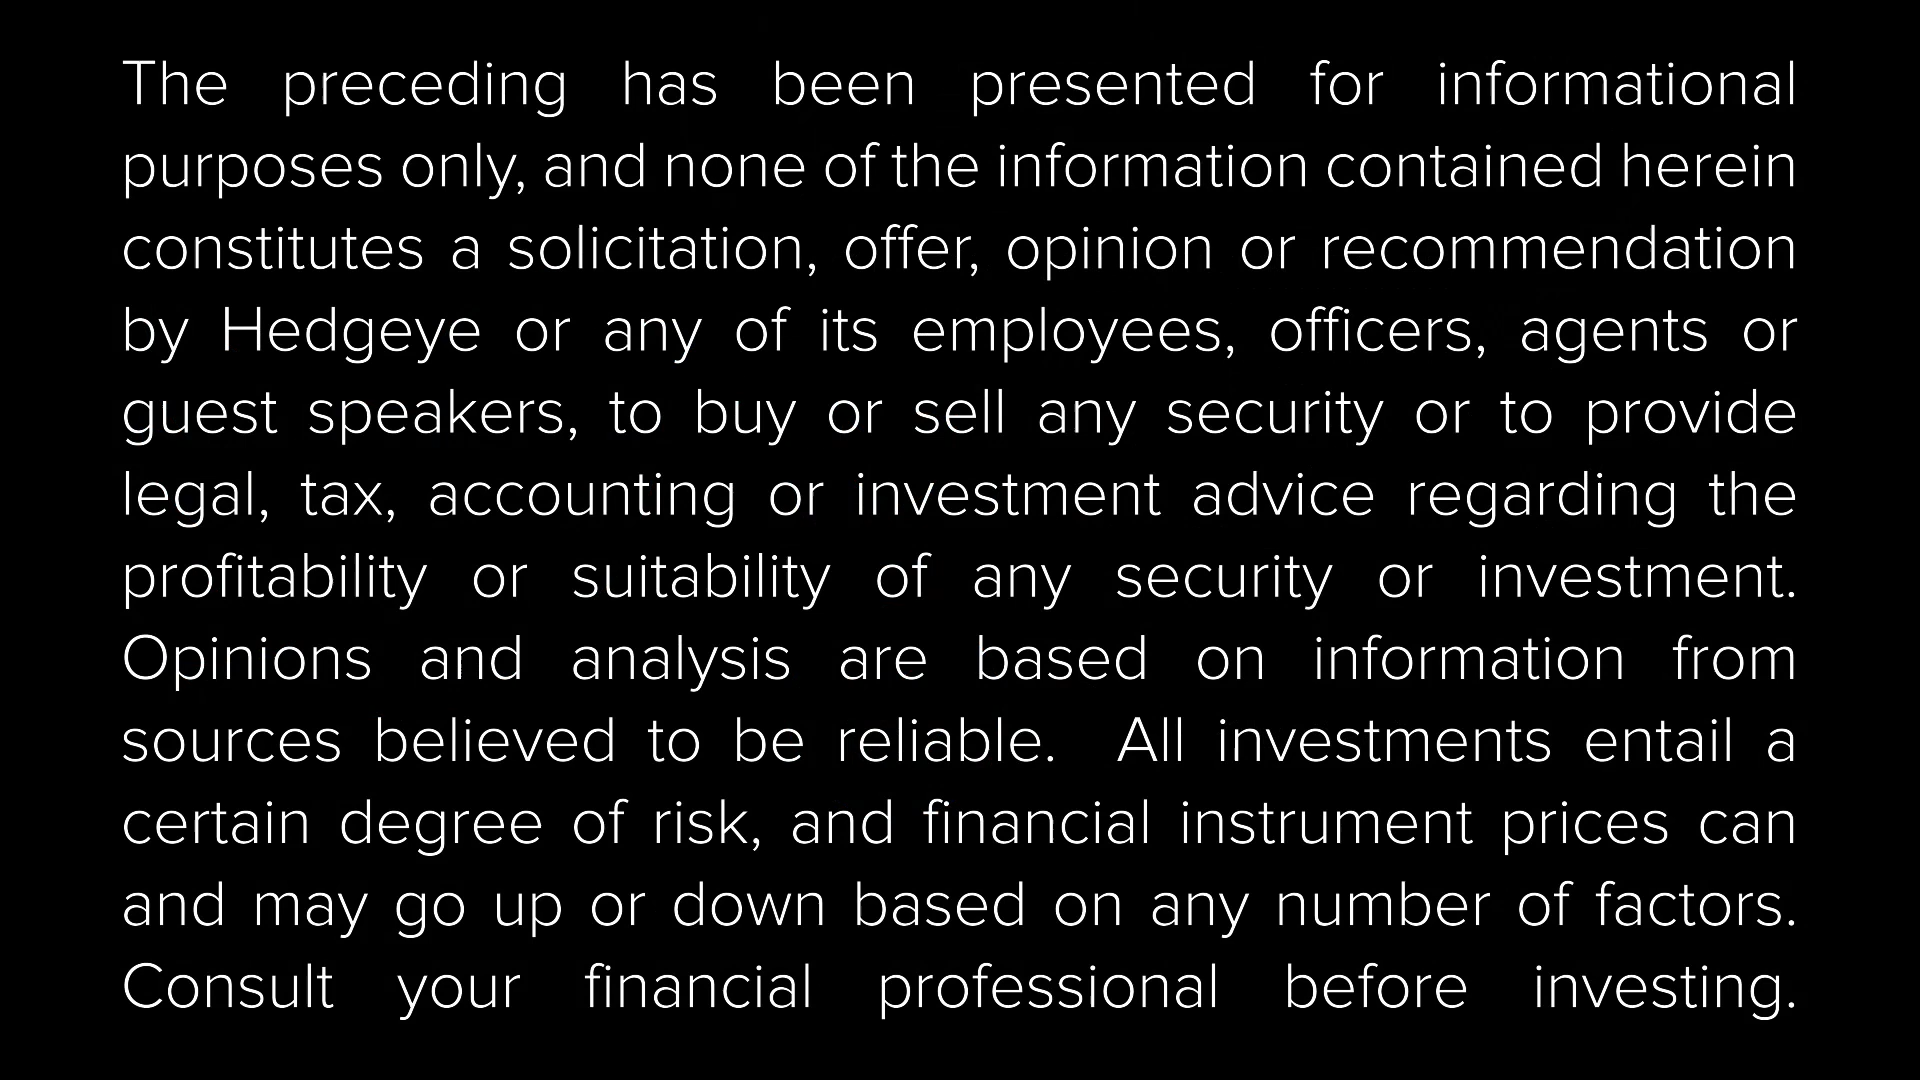 The preceding has been presented for informational
purposes only, and none of the information contained herein
constitutes a solicitation, offer, opinion or recommendation
by Hedgeye or any of its employees, officers, agents or
guest speakers, to buy or sell any security or to provide
legal, tax, accounting or investment advice regarding the
profitability or suitability of any security or investment.
Opinions and analysis are based on information from
sources believed to be reliable.  All investments entail a
certain degree of risk, and financial instrument prices can
and may go up or down based on any number of factors.
Consult your financial professional before investing.